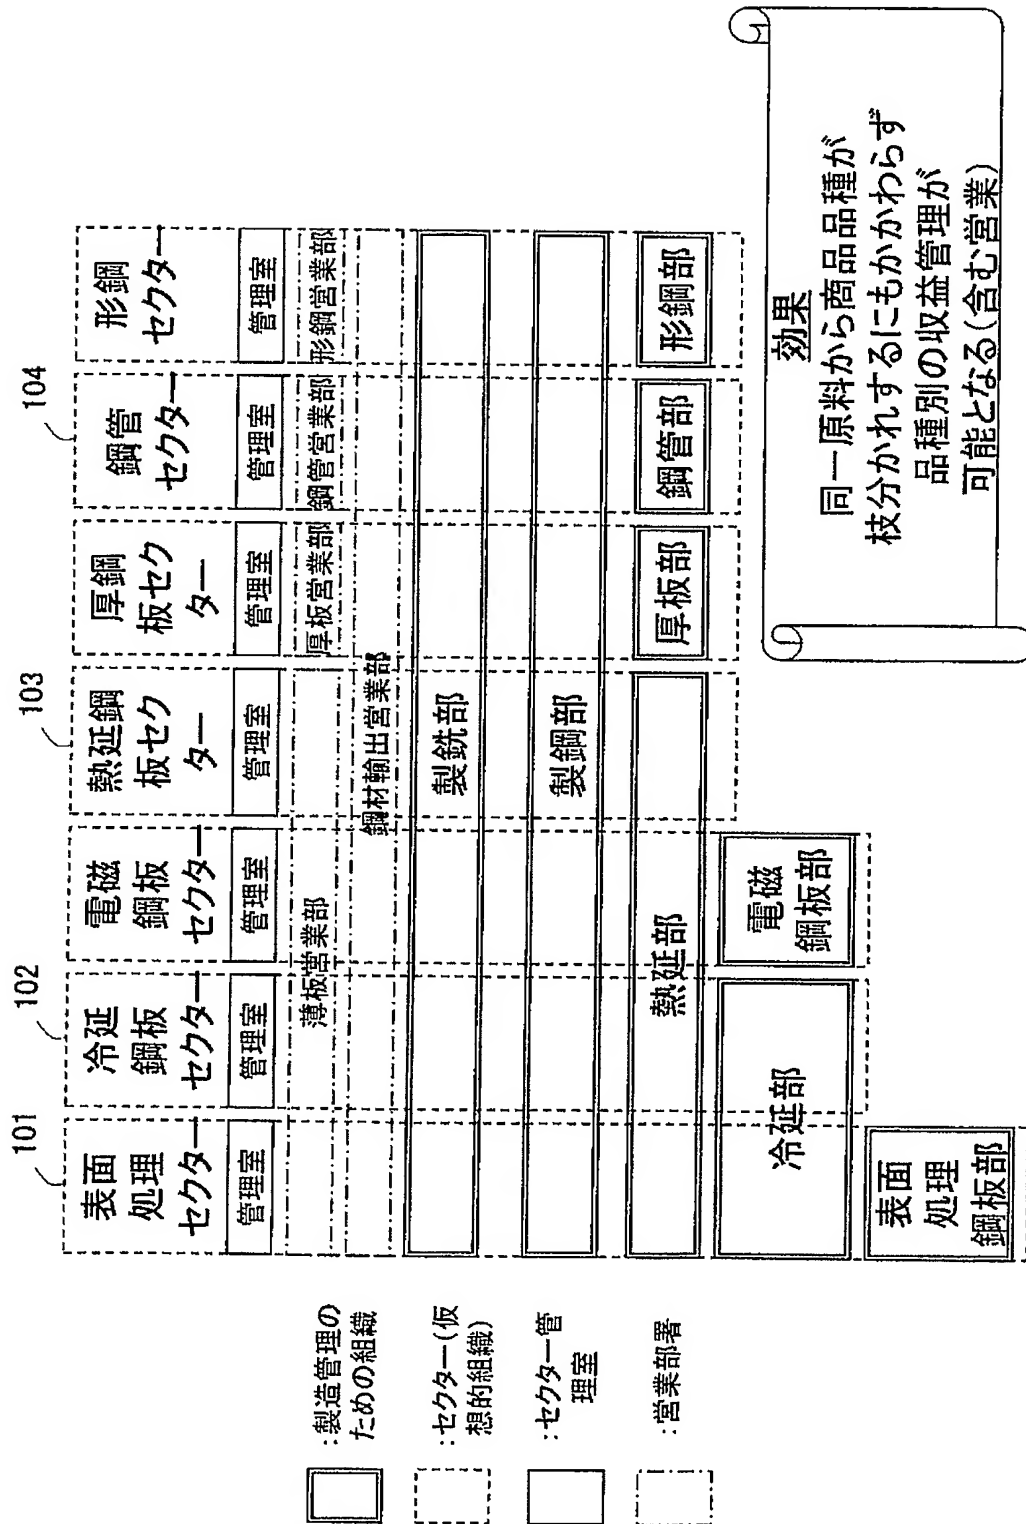 101
102
103
104
表面
処理
セクター
冷延
鋼板
セクター
電磁
鋼板
セクター
熱延鋼
板セク
ター
厚鋼
板セク
ター
鋼管
セクター
形鋼
セクター
管理室
管理室
管理室
管理室
管理室
管理室
管理室
薄板営業部
厚板営業部
鋼管営業部
形鋼営業部
鋼材輸出営業部
製銑部
製鋼部
熱延部
厚板部
鋼管部
形鋼部
冷延部
電磁
鋼板部
表面
処理
鋼板部
:製造管理の
ための組織
:セクター(仮
想的組織)
:セクター管
理室
:営業部署
効果
同一原料から商品品種が
枝分かれするにもかかわらず
品種別の収益管理が
可能となる(含む営業)